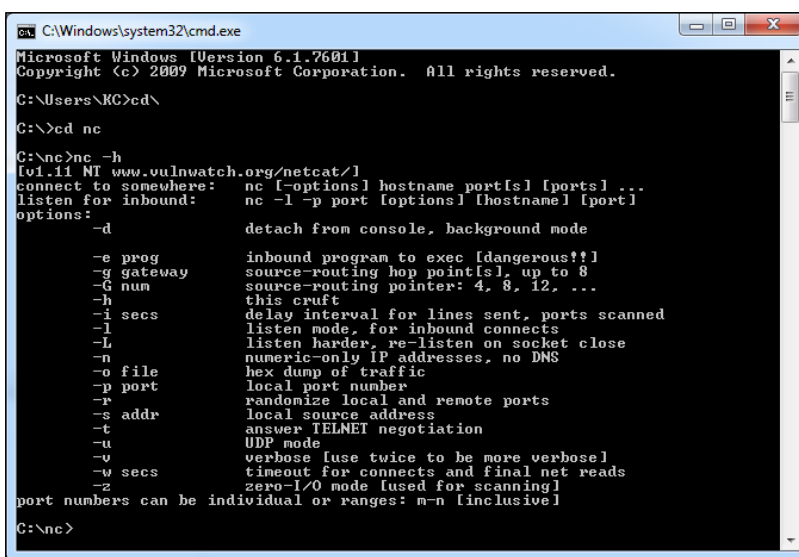 C:\Windows\system32\cmd.exe
Microsoft Windows [Version 6.1.7601]
Copyright (c) 2009 Microsoft Corporation.  All rights reserved.
C:\Users\KC>cd\
C:\>cd nc
C:\nc>nc -h
[v1.11 NT www.vulnwatch.org/netcat/]
connect to somewhere:   nc [-options] hostname port[s] [ports] ...
listen for inbound:     nc -l -p port [options] [hostname] [port]
options:
        -d              detach from console, background mode
        -e prog         inbound program to exec [dangerous!!]
        -g gateway      source-routing hop point[s], up to 8
        -G num          source-routing pointer: 4, 8, 12, ...
        -h              this cruft
        -i secs         delay interval for lines sent, ports scanned
        -l              listen mode, for inbound connects
        -L              listen harder, re-listen on socket close
        -n              numeric-only IP addresses, no DNS
        -o file         hex dump of traffic
        -p port         local port number
        -r              randomize local and remote ports
        -s addr         local source address
        -t              answer TELNET negotiation
        -u              UDP mode
        -v              verbose [use twice to be more verbose]
        -w secs         timeout for connects and final net reads
        -z              zero-I/O mode [used for scanning]
port numbers can be individual or ranges: m-n [inclusive]
C:\nc>